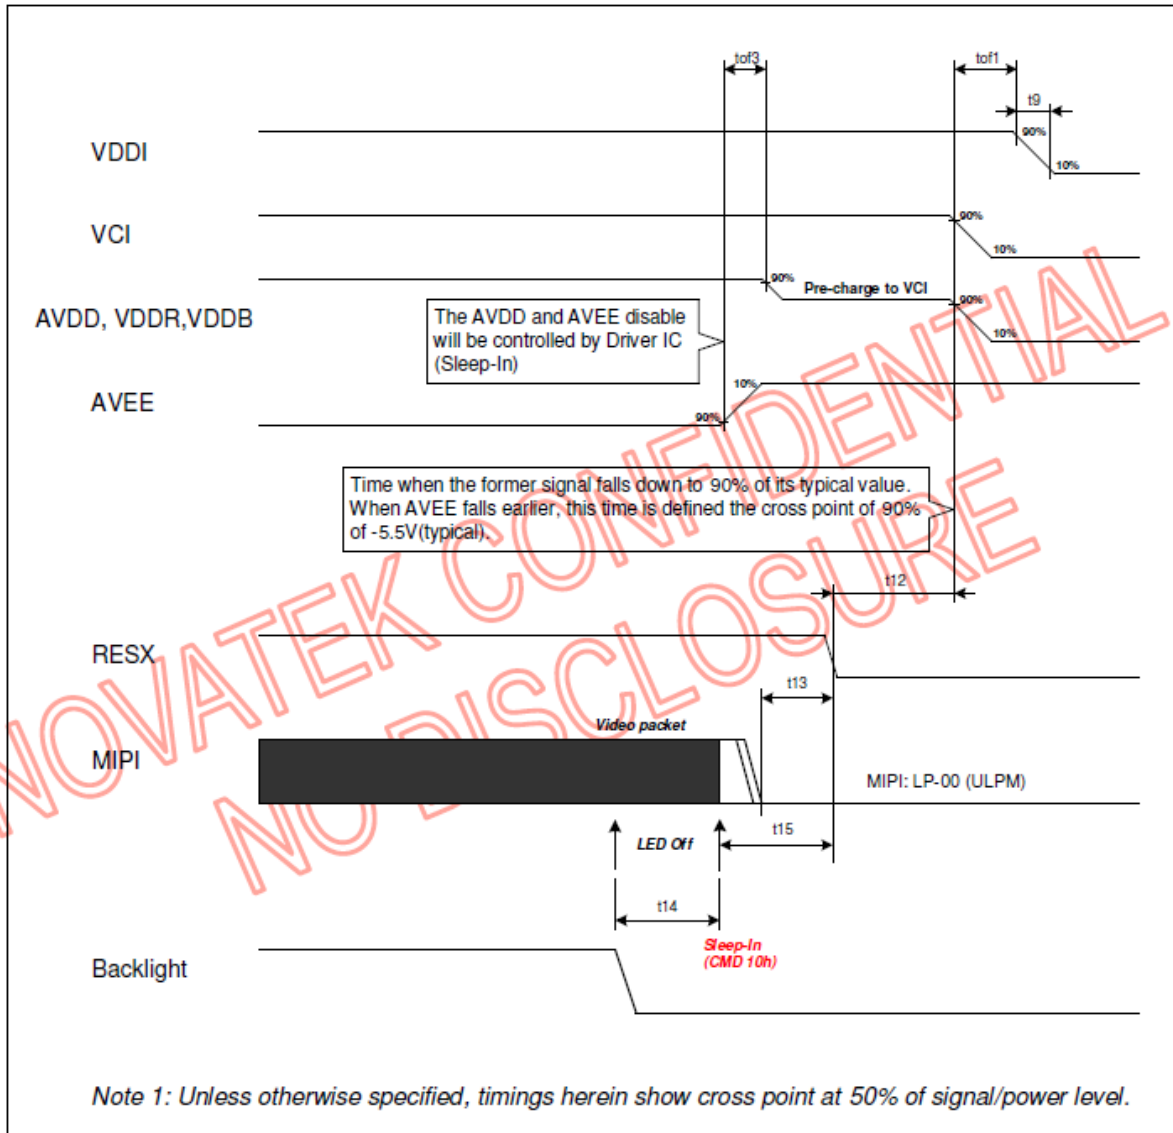 tof3
tof1
t9
VDDI
90%
10%
VCI
90%
10%
AVDD, VDDR,VDDB
90%
Pre-charge to VCI
90%
10%
The AVDD and AVEE disable
will be controlled by Driver IC
(Sleep-In)
AVEE
10%
90%
Time when the former signal falls down to 90% of its typical value.
When AVEE falls earlier, this time is defined the cross point of 90%
of -5.5V(typical).
t12
RESX
t13
Video packet
MIPI
MIPI: LP-00 (ULPM)
LED Off
t15
t14
Sleep-In
(CMD 10h)
Backlight
Note 1: Unless otherwise specified, timings herein show cross point at 50% of signal/power level.
NOVATEK CONFIDENTIAL
NO DISCLOSURE